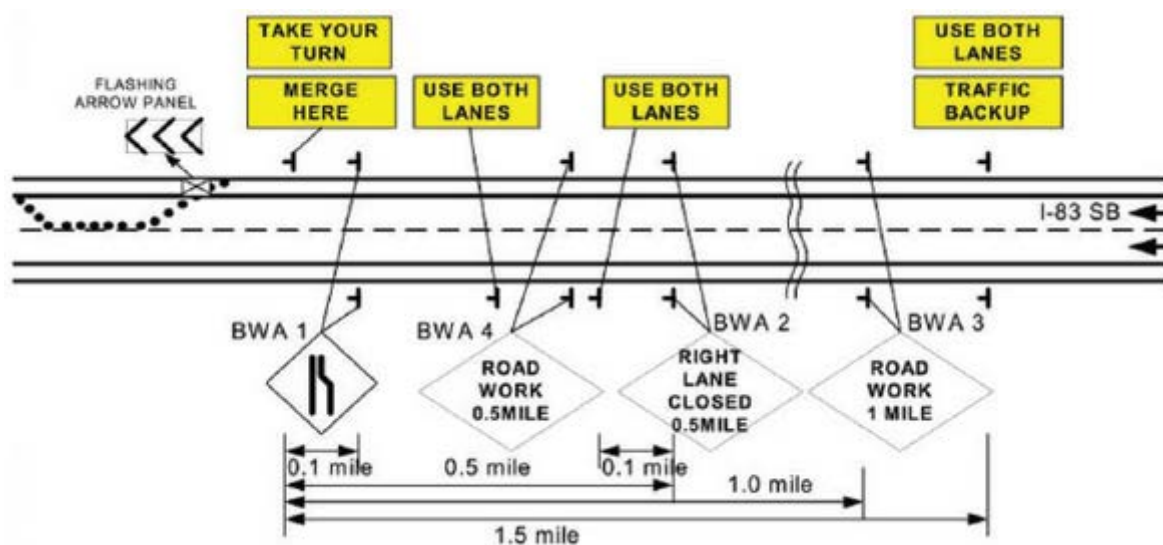 TAKE YOUR
TURN
MERGE
HERE
FLASHING
ARROW PANEL
USE BOTH
LANES
USE BOTH
LANES
USE BOTH
LANES
TRAFFIC
BACKUP
I-83 SB
BWA 1
BWA 4
BWA 2
BWA 3
ROAD
WORK
0.5MILE
RIGHT
LANE
CLOSED
0.5MILE
ROAD
WORK
1 MILE
0.1 mile
0.5 mile
0.1 mile
1.0 mile
1.5 mile